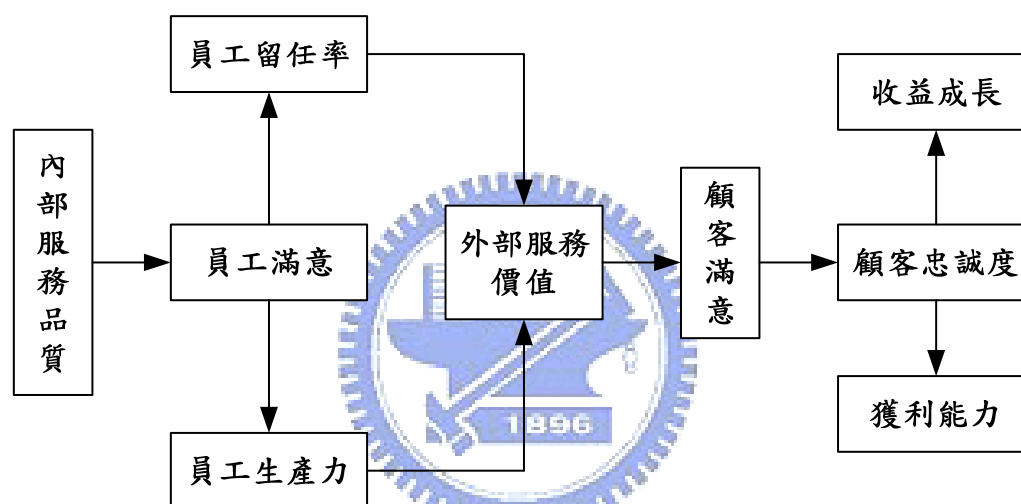 內部服務品質
員工留任率
員工滿意
員工生產力
外部服務
價值
顧客滿意
收益成長
顧客忠誠度
獲利能力
1896